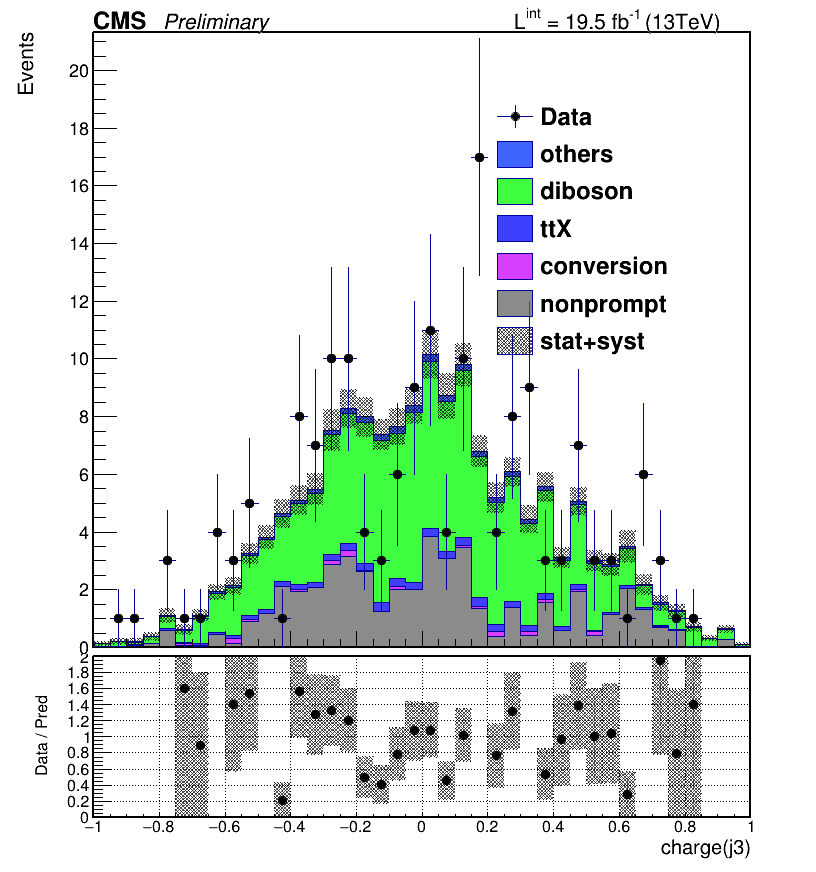 CMS Preliminary L^int = 19.5 fb^-1 (13TeV)
Events
20
18
16
14
12
10
8
6
4
2
0
Data
others
diboson
ttX
conversion
nonprompt
stat+syst
Data / Pred
2
1.8
1.6
1.4
1.2
1
0.8
0.6
0.4
0.2
0
−1 −0.8 −0.6 −0.4 −0.2 0 0.2 0.4 0.6 0.8 1
charge(j3)